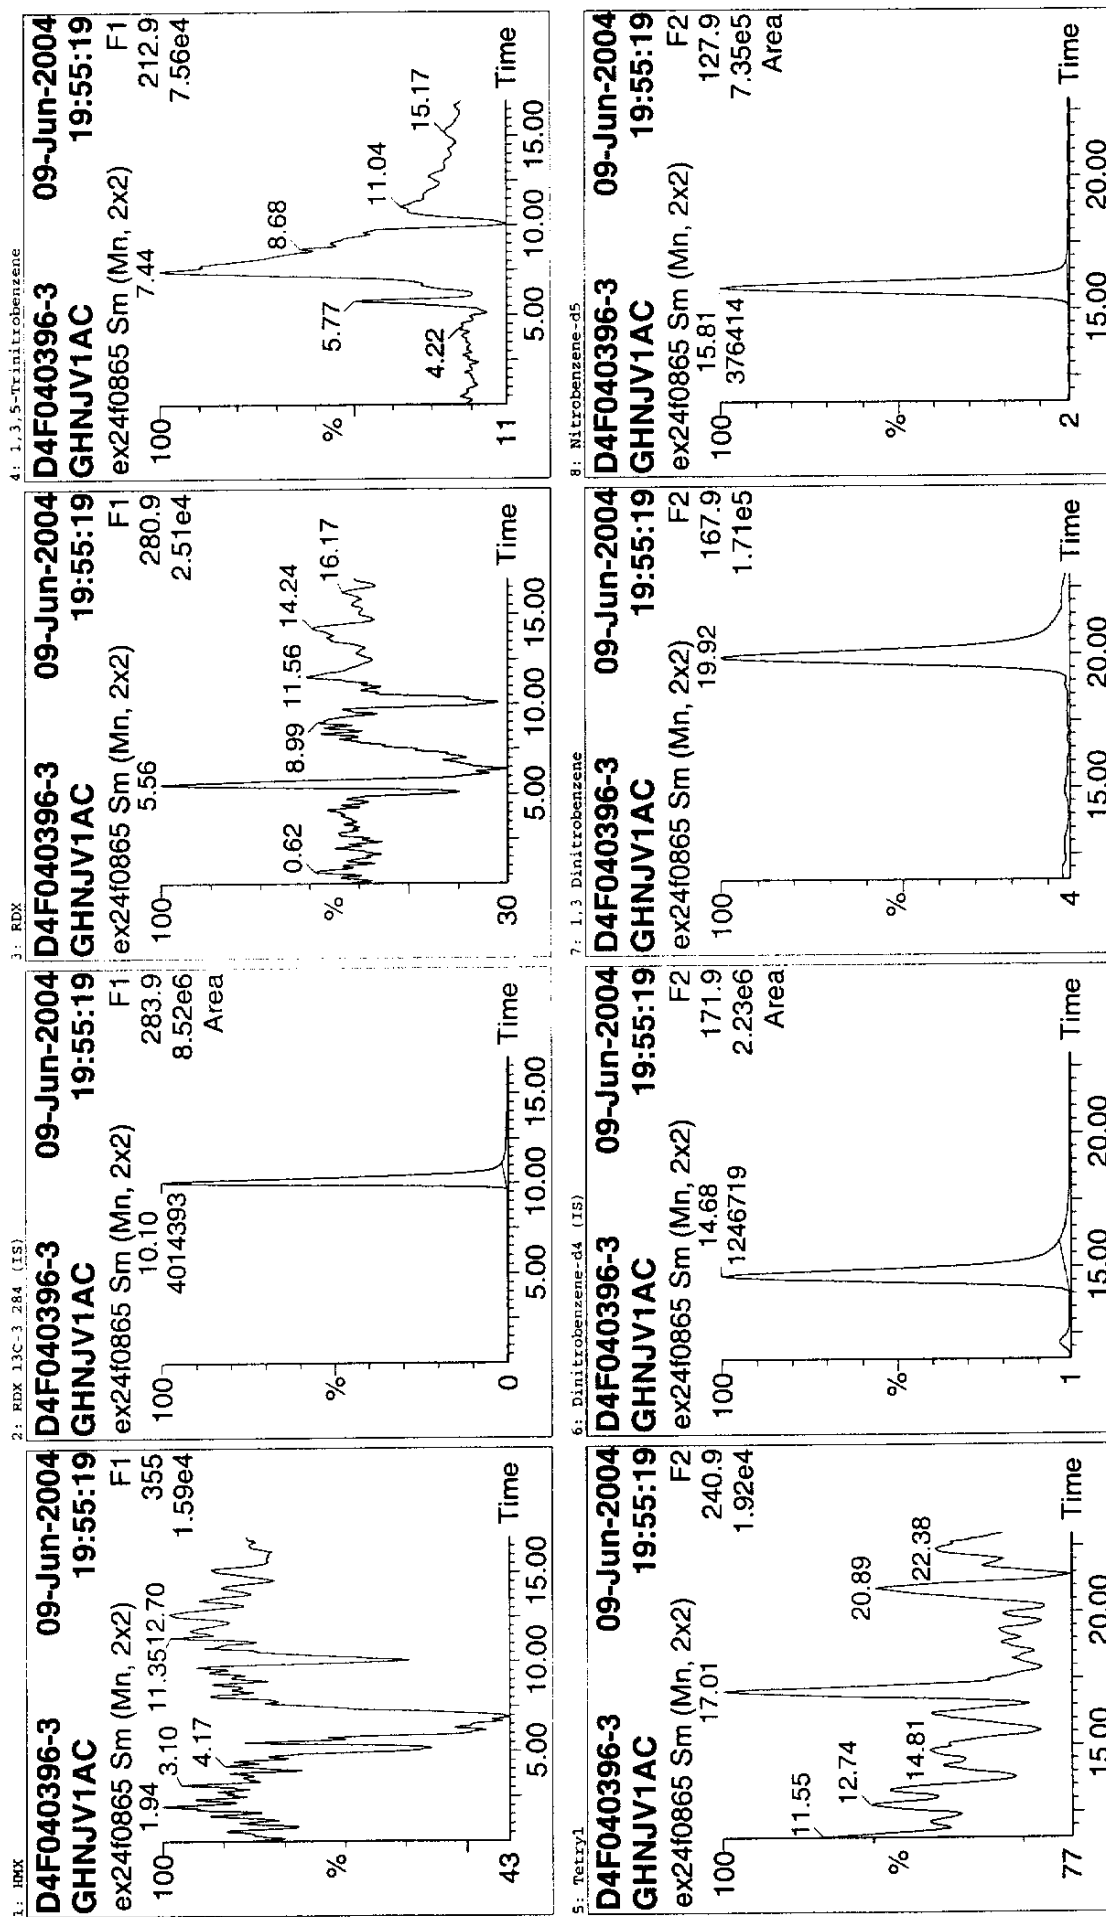 1: HMX
D4F040396-3 09-Jun-2004
GHNJV1AC 19:55:19
ex24f0865 Sm (Mn, 2x2) F1
355
1.59e4
100
1.94
3.10
4.17
11.35
12.70
%
43
5.00 10.00 15.00
Time
2: RDX 13C-3 284 (IS)
D4F040396-3 09-Jun-2004
GHNJV1AC 19:55:19
ex24f0865 Sm (Mn, 2x2) F1
283.9
8.52e6
Area
100
10.10
4014393
%
0
5.00 10.00 15.00
Time
3: RDX
D4F040396-3 09-Jun-2004
GHNJV1AC 19:55:19
ex24f0865 Sm (Mn, 2x2) F1
280.9
2.51e4
100
5.56
0.62
8.99
11.56
14.24
16.17
%
30
5.00 10.00 15.00
Time
4: 1,3,5-Trinitrobenzene
D4F040396-3 09-Jun-2004
GHNJV1AC 19:55:19
ex24f0865 Sm (Mn, 2x2) F1
212.9
7.56e4
100
7.44
8.68
5.77
4.22
11.04
15.17
%
11
5.00 10.00 15.00
Time
5: Tetryl
D4F040396-3 09-Jun-2004
GHNJV1AC 19:55:19
ex24f0865 Sm (Mn, 2x2) F2
240.9
1.92e4
100
17.01
11.55
12.74
14.81
20.89
22.38
%
77
15.00 20.00
Time
6: Dinitrobenzene-d4 (IS)
D4F040396-3 09-Jun-2004
GHNJV1AC 19:55:19
ex24f0865 Sm (Mn, 2x2) F2
171.9
2.23e6
Area
100
14.68
1246719
%
1
15.00 20.00
Time
7: 1,3 Dinitrobenzene
D4F040396-3 09-Jun-2004
GHNJV1AC 19:55:19
ex24f0865 Sm (Mn, 2x2) F2
167.9
1.71e5
100
19.92
%
4
15.00 20.00
Time
8: Nitrobenzene-d5
D4F040396-3 09-Jun-2004
GHNJV1AC 19:55:19
ex24f0865 Sm (Mn, 2x2) F2
127.9
7.35e5
Area
100
15.81
376414
%
2
15.00 20.00
Time